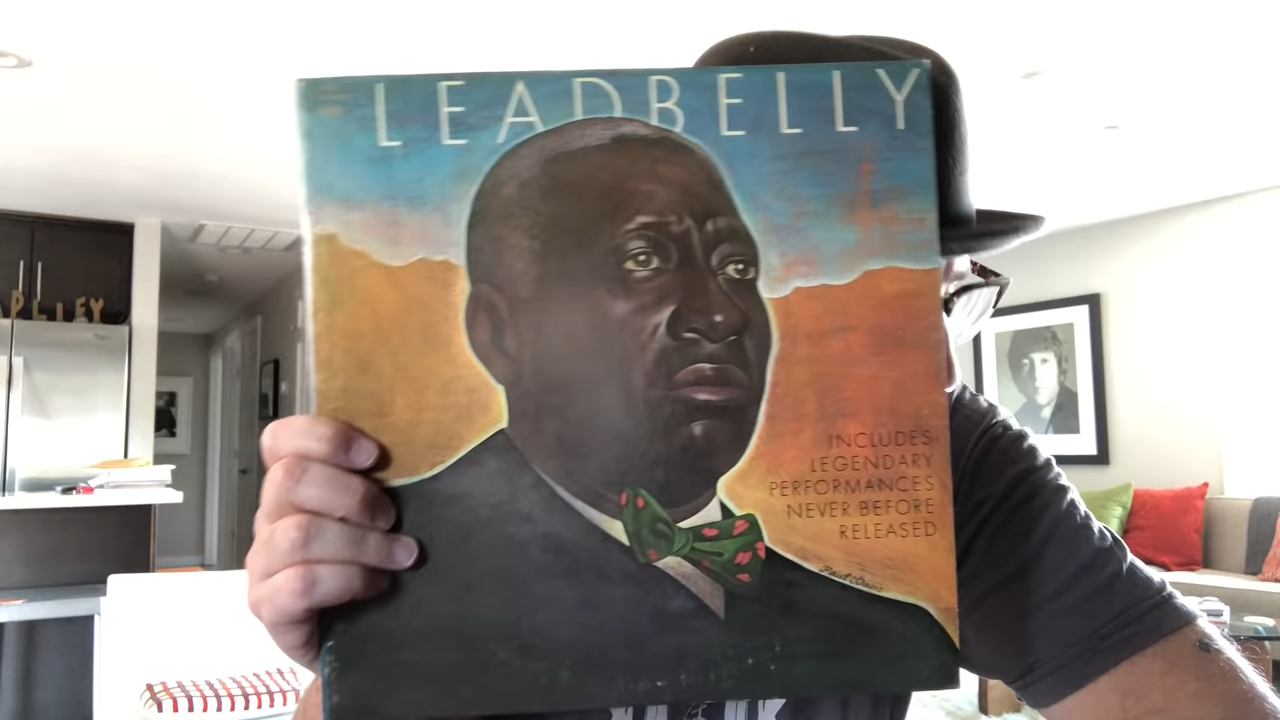 LEADBELLY
INCLUDES
LEGENDARY
PERFORMANCES
NEVER BEFORE
RELEASED